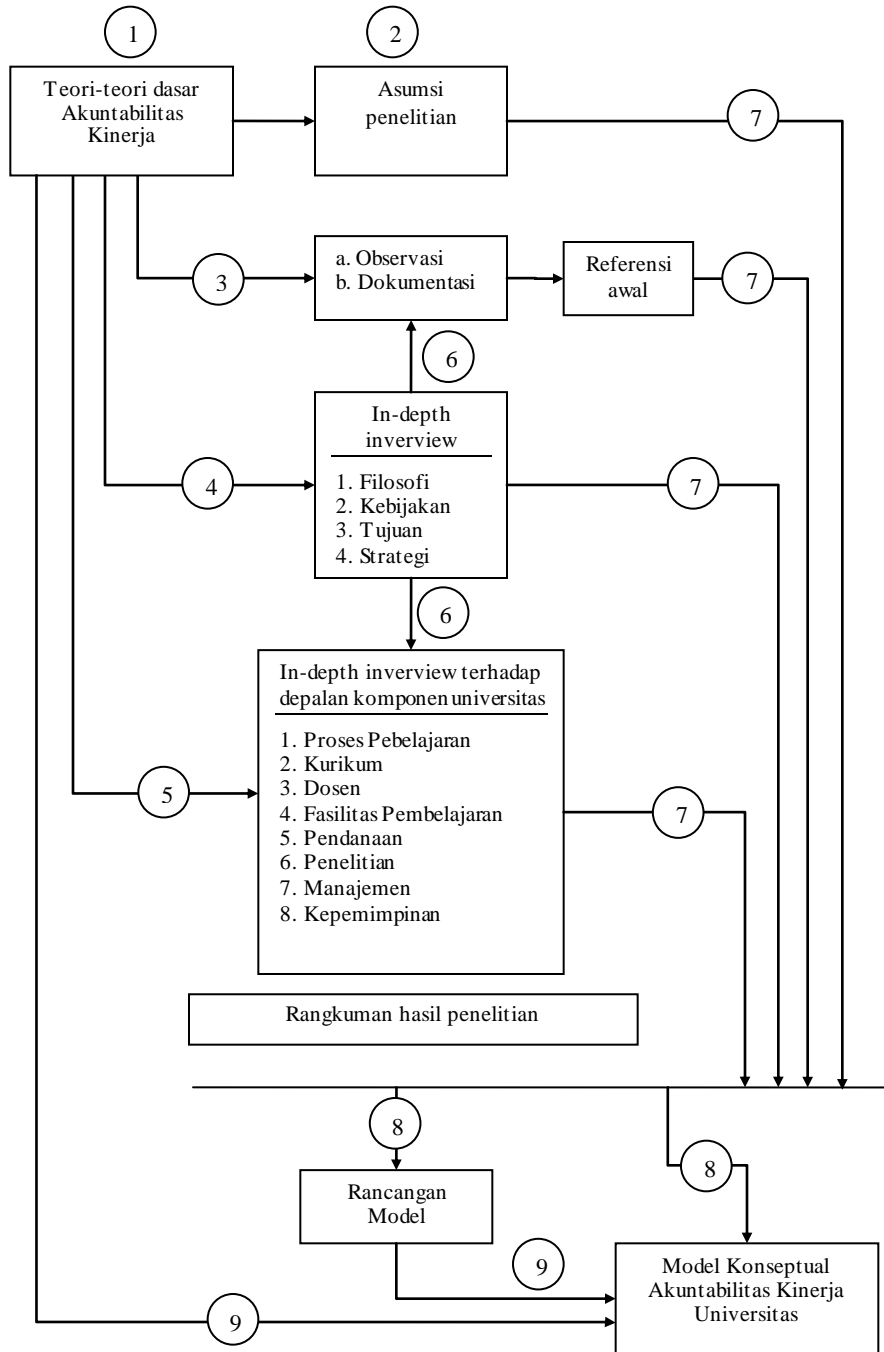 1
2
Teori-teori dasar
Akuntabilitas
Kinerja
Asumsi
penelitian
7
3
a. Observasi
b. Dokumentasi
Referensi
awal
7
6
In-depth
inverview
1. Filosofi
2. Kebijakan
3. Tujuan
4. Strategi
4
7
6
In-depth inverview terhadap
depalan komponen universitas
1. Proses Pebelajaran
2. Kurikum
3. Dosen
4. Fasilitas Pembelajaran
5. Pendanaan
6. Penelitian
7. Manajemen
8. Kepemimpinan
5
7
Rangkuman hasil penelitian
8
8
Rancangan
Model
9
Model Konseptual
Akuntabilitas Kinerja
Universitas
9